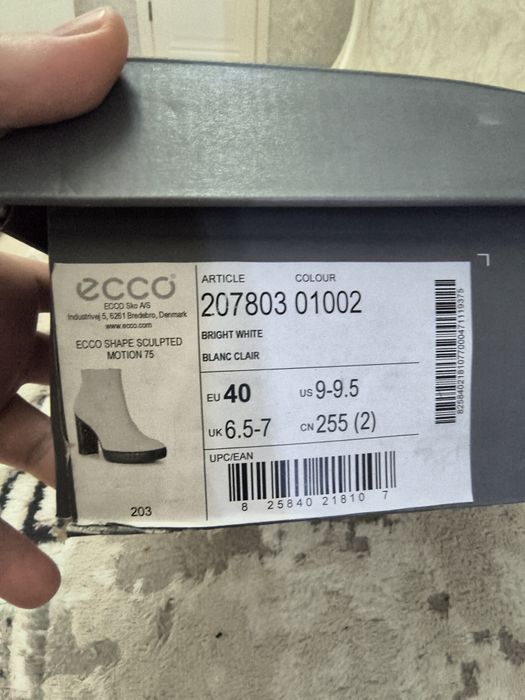 ecco
ECCO Sko A/S
Industrivej 5, 6261 Bredebro, Denmark
www.ecco.com
ECCO SHAPE SCULPTED
MOTION 75
203
ARTICLE COLOUR
207803 01002
BRIGHT WHITE
BLANC CLAIR
EU 40 US 9-9.5
UK 6.5-7 CN 255 (2)
UPC/EAN
8 25840 21810 7
825840218107700047111937​5